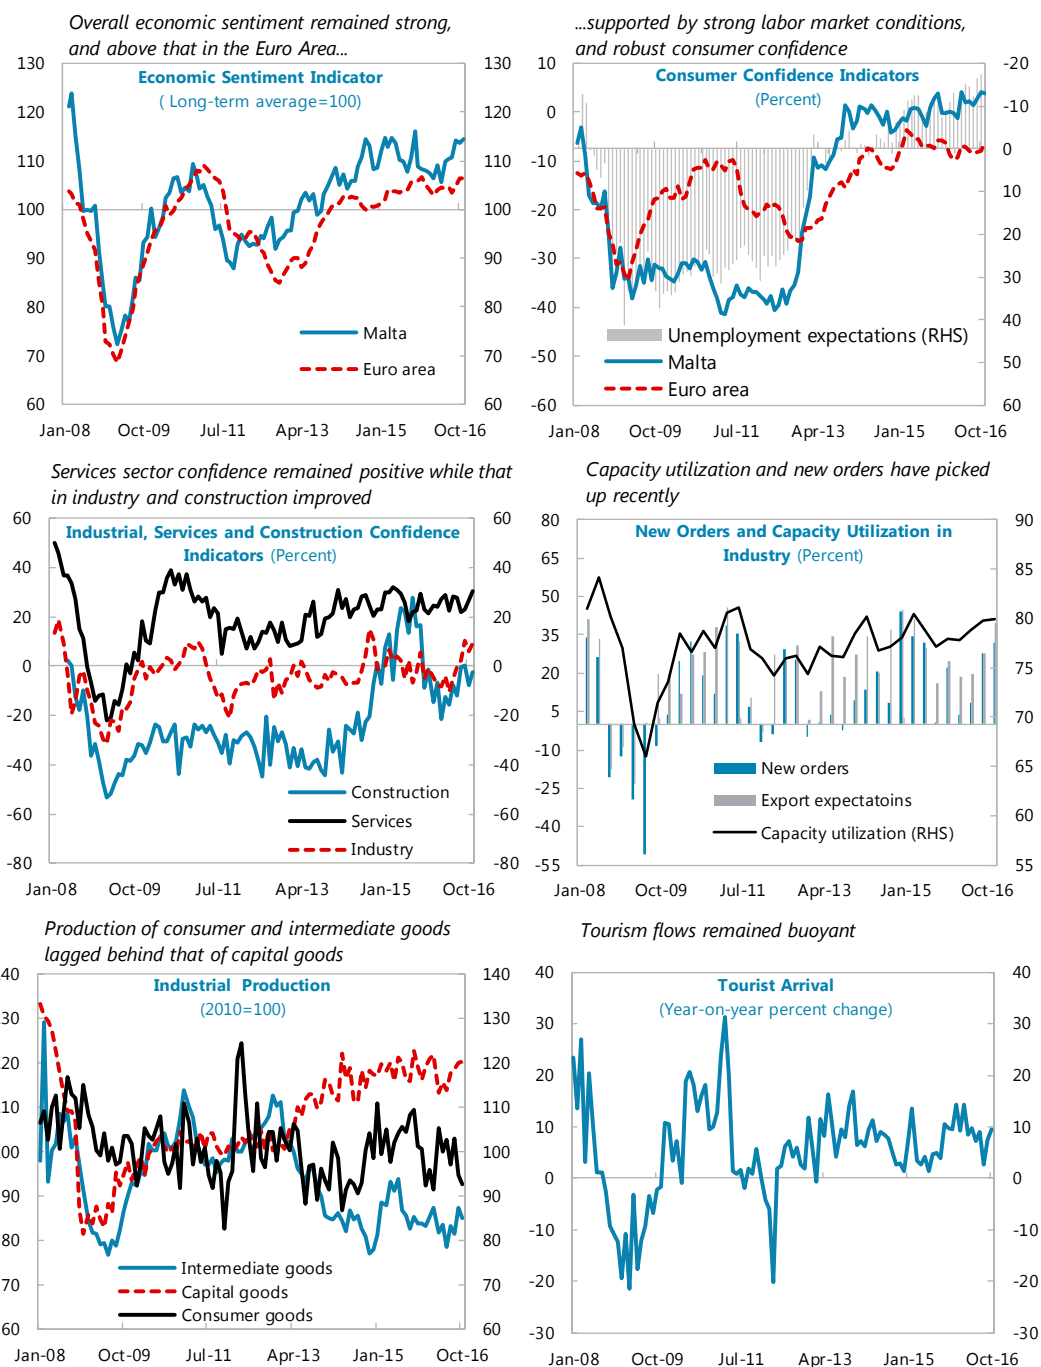 Overall economic sentiment remained strong,
and above that in the Euro Area...
130
120
110
100
90
80
70
60
Economic Sentiment Indicator
( Long-term average=100)
Malta
Euro area
130
120
110
100
90
80
70
60
Jan-08 Oct-09 Jul-11 Apr-13 Jan-15 Oct-16
...supported by strong labor market conditions,
and robust consumer confidence
10
0
-10
-20
-30
-40
-50
-60
Consumer Confidence Indicators
(Percent)
Unemployment expectations (RHS)
Malta
Euro area
-20
-10
0
10
20
30
40
50
60
Jan-08 Oct-09 Jul-11 Apr-13 Jan-15 Oct-16
Services sector confidence remained positive while that
in industry and construction improved
60
40
20
0
-20
-40
-60
-80
Industrial, Services and Construction Confidence
Indicators (Percent)
Construction
Services
Industry
60
40
20
0
-20
-40
-60
-80
Jan-08 Oct-09 Jul-11 Apr-13 Jan-15 Oct-16
Capacity utilization and new orders have picked
up recently
80
65
50
35
20
5
-10
-25
-40
-55
New Orders and Capacity Utilization in
Industry (Percent)
New orders
Export expectatoins
Capacity utilization (RHS)
90
85
80
75
70
65
60
55
Jan-08 Oct-09 Jul-11 Apr-13 Jan-15 Oct-16
Production of consumer and intermediate goods
lagged behind that of capital goods
140
130
120
110
100
90
80
70
60
Industrial Production
(2010=100)
Intermediate goods
Capital goods
Consumer goods
140
130
120
110
100
90
80
70
60
Jan-08 Oct-09 Jul-11 Apr-13 Jan-15 Oct-16
Tourism flows remained buoyant
40
30
20
10
0
-10
-20
-30
Tourist Arrival
(Year-on-year percent change)
40
30
20
10
0
-10
-20
-30
Jan-08 Oct-09 Jul-11 Apr-13 Jan-15 Oct-16